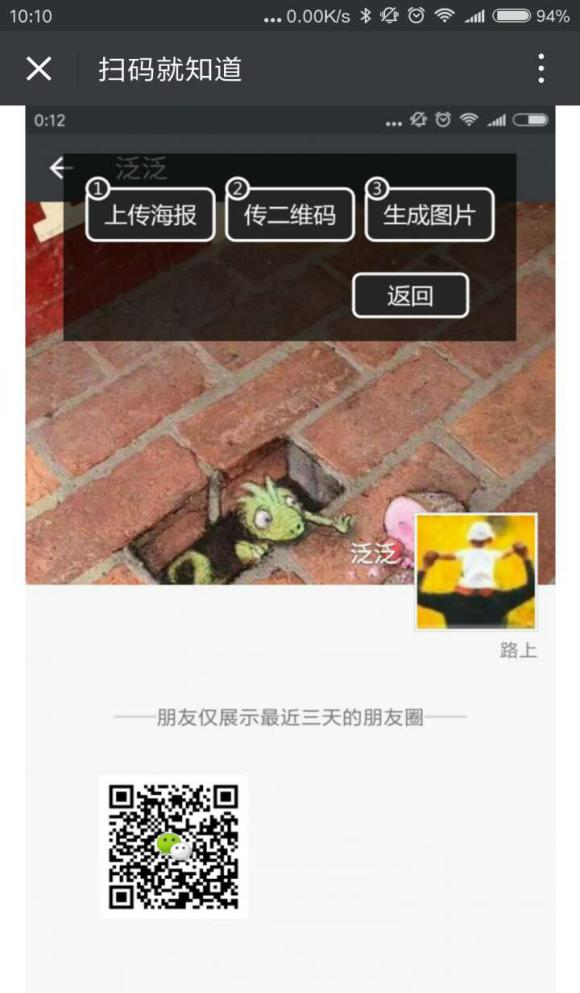 10:10 ...0.00K/s 94%
扫码就知道
0:12 ...
泛泛
1 2 3
上传海报 传二维码 生成图片
返回
泛泛
路上
朋友仅展示最近三天的朋友圈